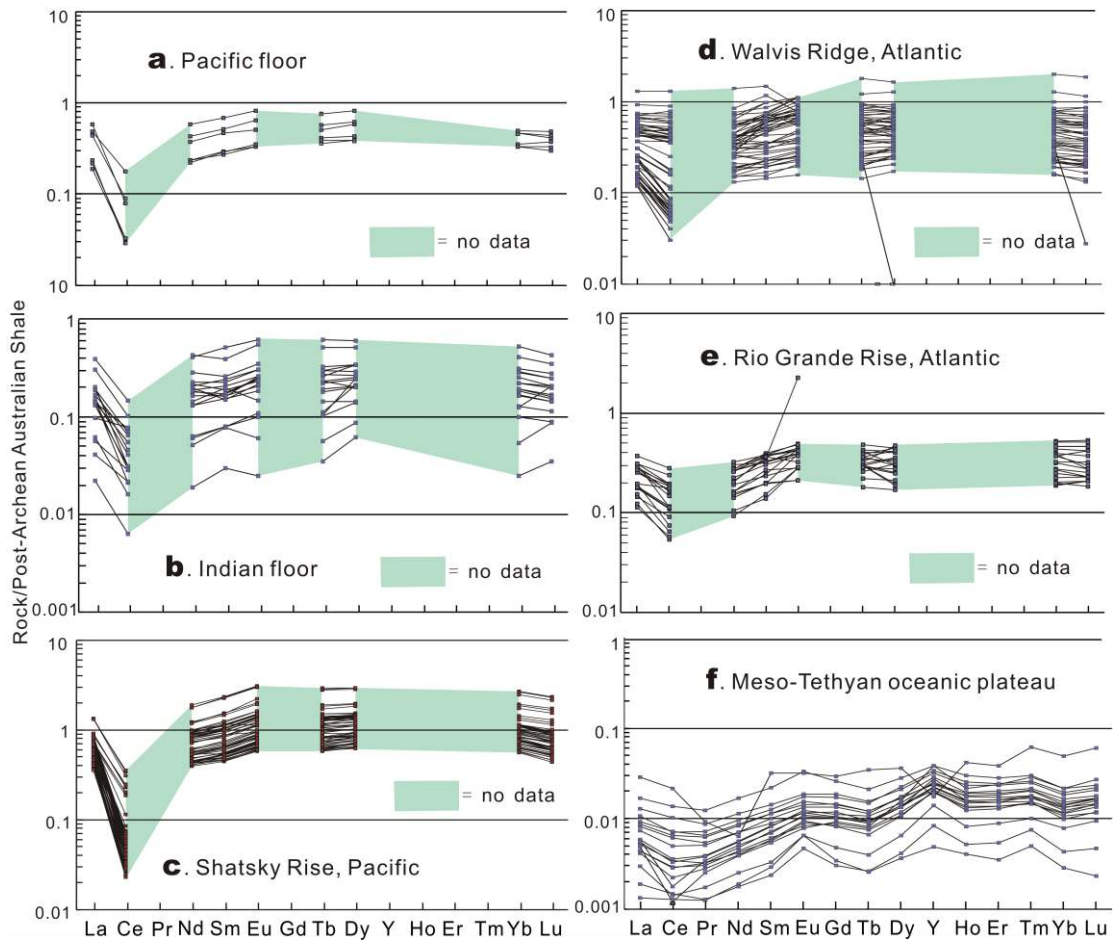 Rock/Post-Archean Australian Shale
10
a. Pacific floor
1
0.1
= no data
10
1
0.1
0.01
b. Indian floor
= no data
0.001
10
1
= no data
0.1
c. Shatsky Rise, Pacific
0.01
La Ce Pr Nd Sm Eu Gd Tb Dy Y Ho Er Tm Yb Lu
10
d. Walvis Ridge, Atlantic
1
0.1
= no data
0.01
10
e. Rio Grande Rise, Atlantic
1
0.1
= no data
0.01
1
f. Meso-Tethyan oceanic plateau
0.1
0.01
0.001
La Ce Pr Nd Sm Eu Gd Tb Dy Y Ho Er Tm Yb Lu